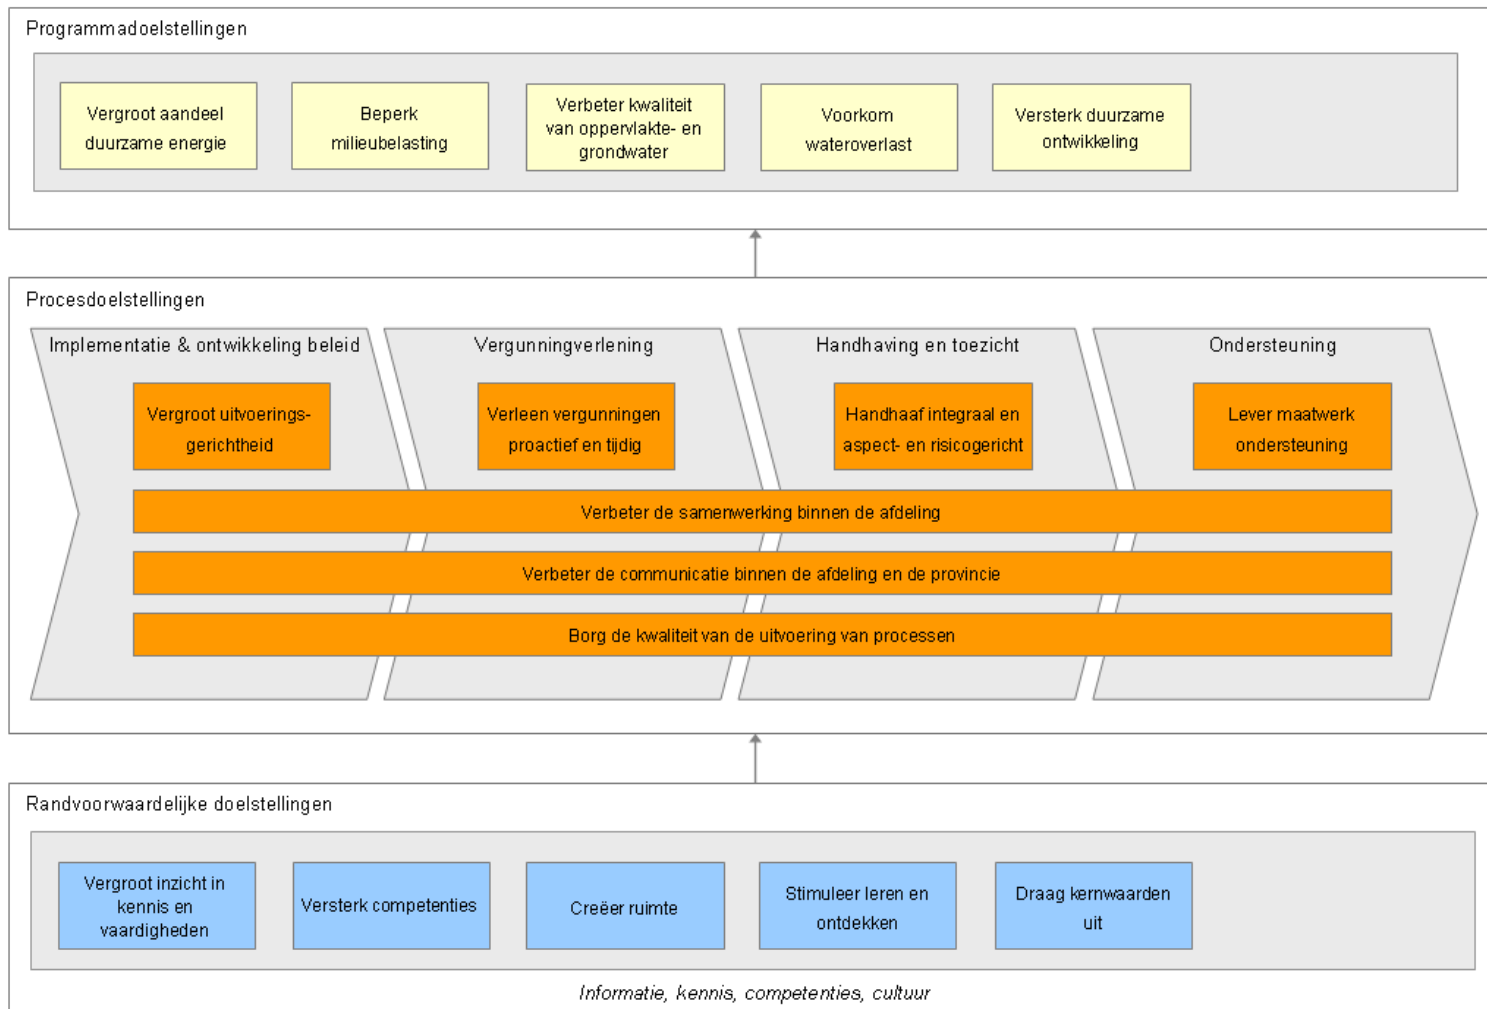 Programmadoelstellingen
Vergroot aandeel
duurzame energie
Beperk
milieubelasting
Verbeter kwaliteit
van oppervlakte- en
grondwater
Voorkom
wateroverlast
Versterk duurzame
ontwikkeling
Procesdoelstellingen
Implementatie & ontwikkeling beleid
Vergunningverlening
Handhaving en toezicht
Ondersteuning
Vergroot uitvoerings-
gerichtheid
Verleen vergunningen
proactief en tijdig
Handhaaf integraal en
aspect- en risicogericht
Lever maatwerk
ondersteuning
Verbeter de samenwerking binnen de afdeling
Verbeter de communicatie binnen de afdeling en de provincie
Borg de kwaliteit van de uitvoering van processen
Randvoorwaardelijke doelstellingen
Vergroot inzicht in
kennis en
vaardigheden
Versterk competenties
Creëer ruimte
Stimuleer leren en
ontdekken
Draag kernwaarden
uit
Informatie, kennis, competenties, cultuur